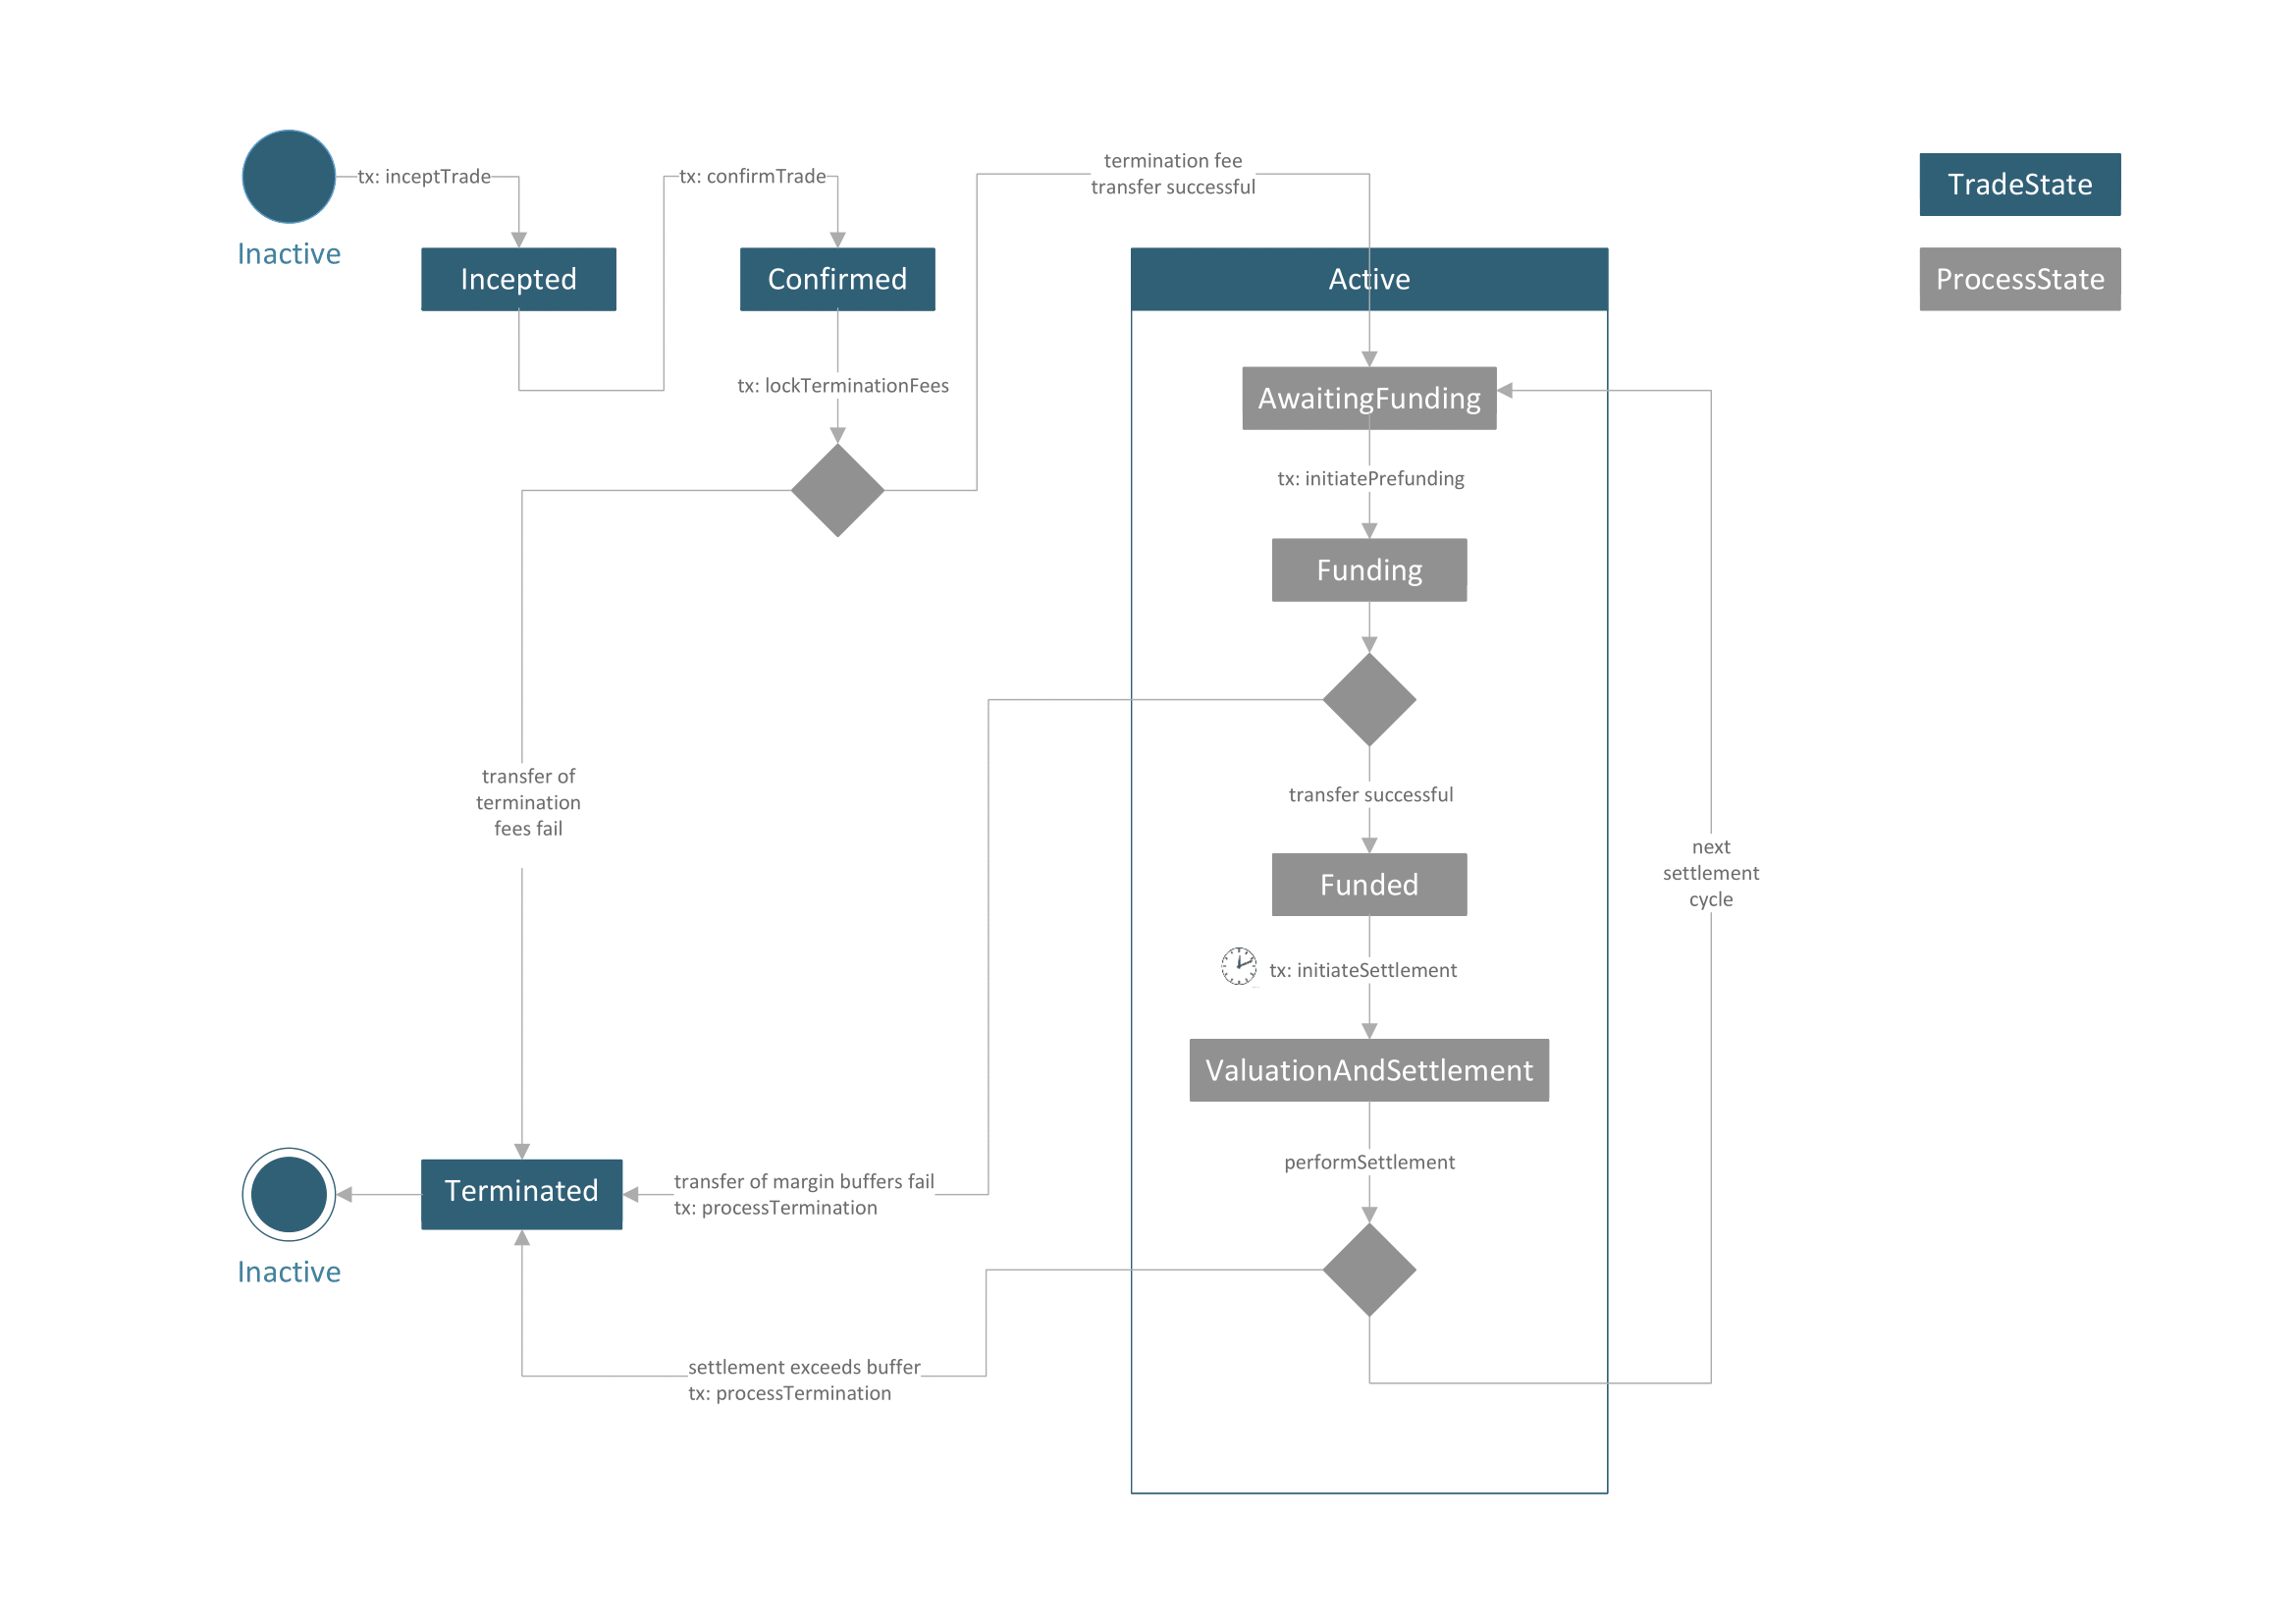 tx: inceptTrade
Inactive
Incepted
tx: confirmTrade
Confirmed
tx: lockTerminationFees
termination fee
transfer successful
TradeState
ProcessState
Active
AwaitingFunding
tx: initiatePrefunding
Funding
transfer successful
Funded
tx: initiateSettlement
ValuationAndSettlement
performSettlement
next
settlement
cycle
transfer of
termination
fees fail
Terminated
Inactive
transfer of margin buffers fail
tx: processTermination
settlement exceeds buffer
tx: processTermination